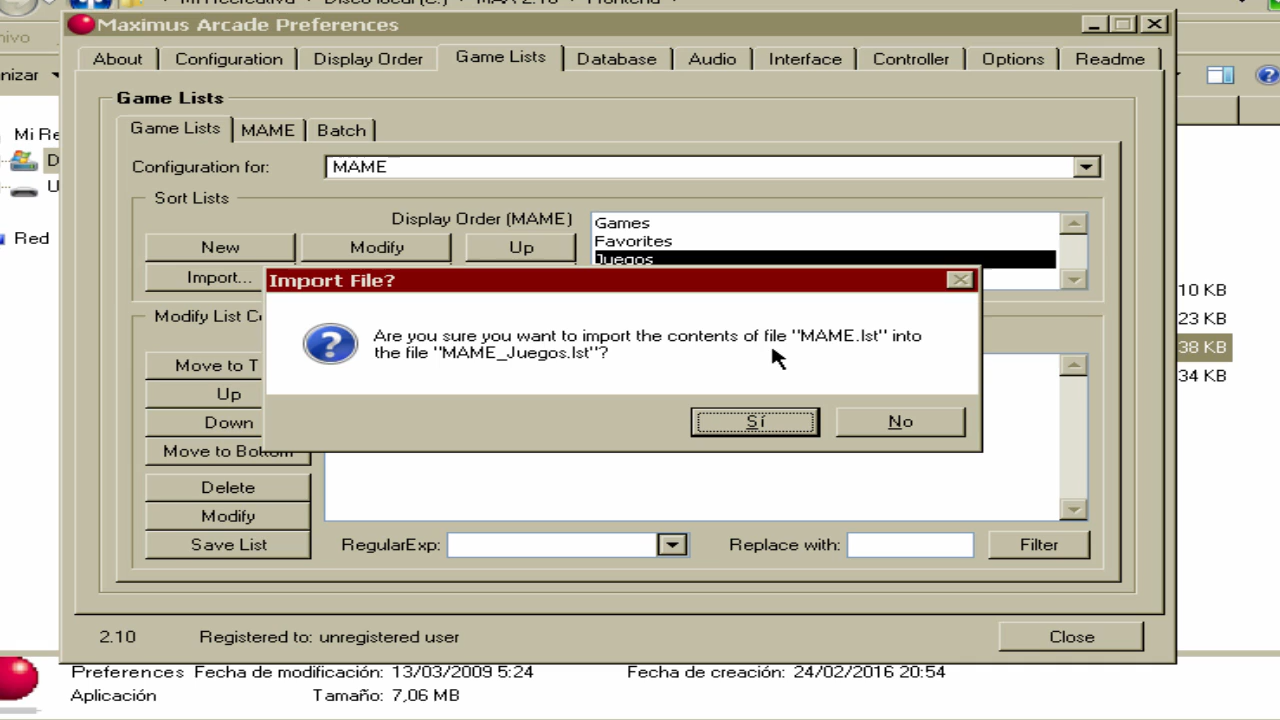 Maximus Arcade Preferences
hivo
nizar
About Configuration Display Order Game Lists Database Audio Interface Controller Options Readme
Game Lists
Game Lists MAME Batch
Mi Re
Configuration for: MAME
D
U
Sort Lists
Display Order (MAME)
Games
Favorites
Juegos
New Modify Up
Red
Import...
Import File?
10 KB
Modify List C
23 KB
Are you sure you want to import the contents of file "MAME.lst" into
the file "MAME_Juegos.lst"?
38 KB
Move to T
34 KB
Up
Down
Sí No
Move to Bottom
Delete
Modify
Save List
RegularExp: Replace with: Filter
2.10 Registered to: unregistered user Close
Preferences Fecha de modificación: 13/03/2009 5:24 Fecha de creación: 24/02/2016 20:54
Aplicación Tamaño: 7,06 MB